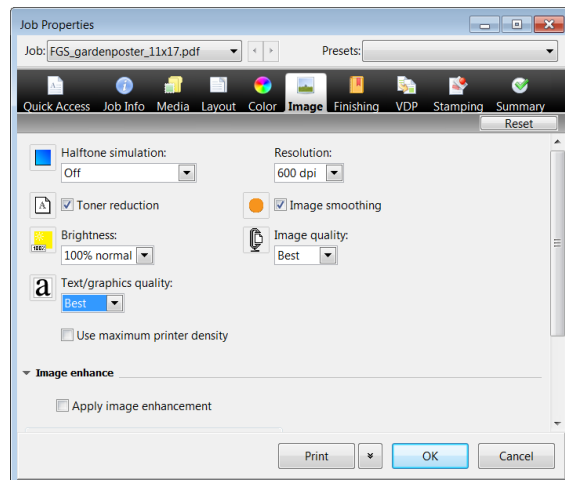 Job Properties
Job: FGS_gardenposter_11x17.pdf Presets:
Quick Access Job Info Media Layout Color Image Finishing VDP Stamping Summary
Reset
Halftone simulation: Resolution:
Off 600 dpi
Toner reduction Image smoothing
Brightness: Image quality:
100% normal Best
Text/graphics quality:
Best
Use maximum printer density
Image enhance
Apply image enhancement
Print OK Cancel